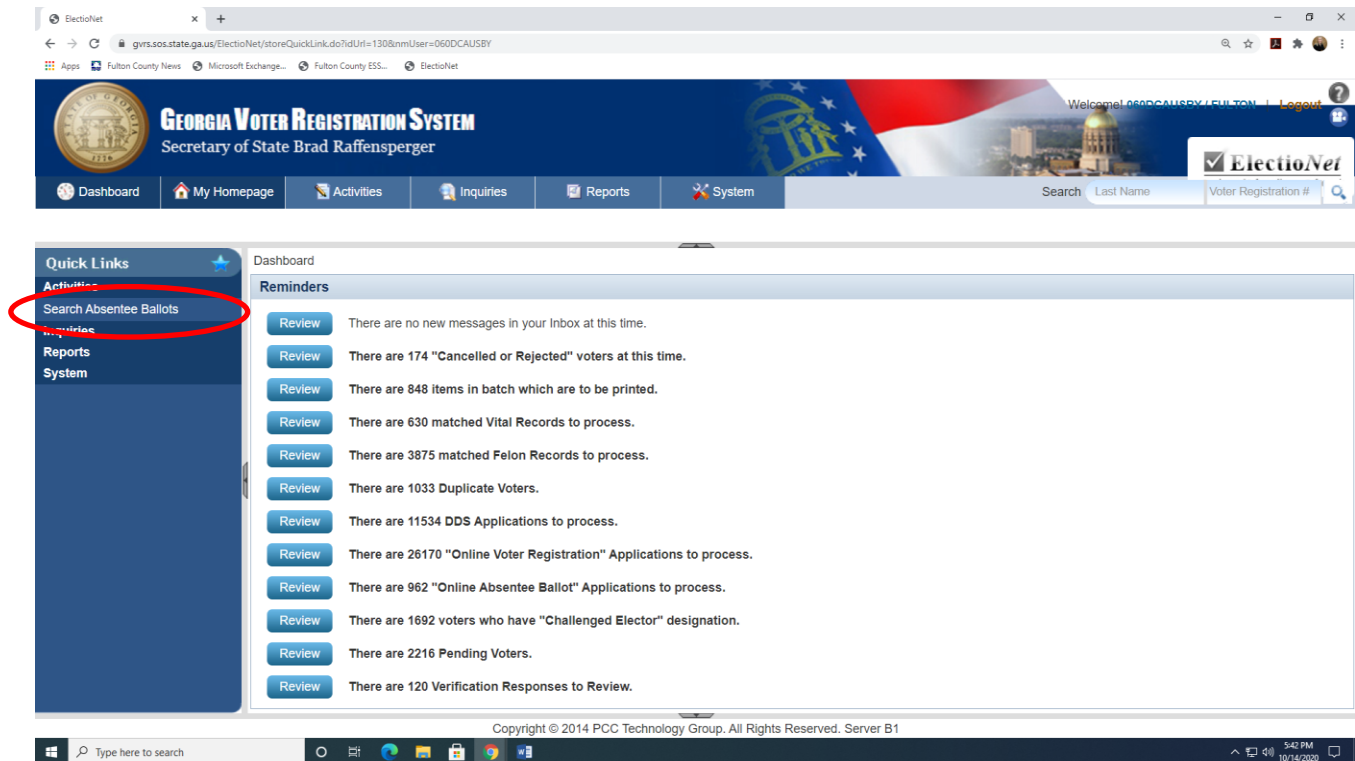 ElectioNet
gvrs.sos.state.ga.us/ElectioNet/storeQuickLink.do?idUrl=130&nmUser=060DCAUSBY
Apps Fulton County News Microsoft Exchange... Fulton County ESS... ElectioNet
STATE OF GEORGIA
1776
GEORGIA VOTER REGISTRATION SYSTEM
Secretary of State Brad Raffensperger
Welcome! 060DCAUSBY / FULTON | Logout
ElectioNet
Dashboard My Homepage Activities Inquiries Reports System Search Last Name Voter Registration #
Quick Links
Activities
Search Absentee Ballots
Inquiries
Reports
System
Dashboard
Reminders
Review There are no new messages in your Inbox at this time.
Review There are 174 "Cancelled or Rejected" voters at this time.
Review There are 848 items in batch which are to be printed.
Review There are 630 matched Vital Records to process.
Review There are 3875 matched Felon Records to process.
Review There are 1033 Duplicate Voters.
Review There are 11534 DDS Applications to process.
Review There are 26170 "Online Voter Registration" Applications to process.
Review There are 962 "Online Absentee Ballot" Applications to process.
Review There are 1692 voters who have "Challenged Elector" designation.
Review There are 2216 Pending Voters.
Review There are 120 Verification Responses to Review.
Copyright © 2014 PCC Technology Group. All Rights Reserved. Server B1
Type here to search
5:42 PM
10/14/2020